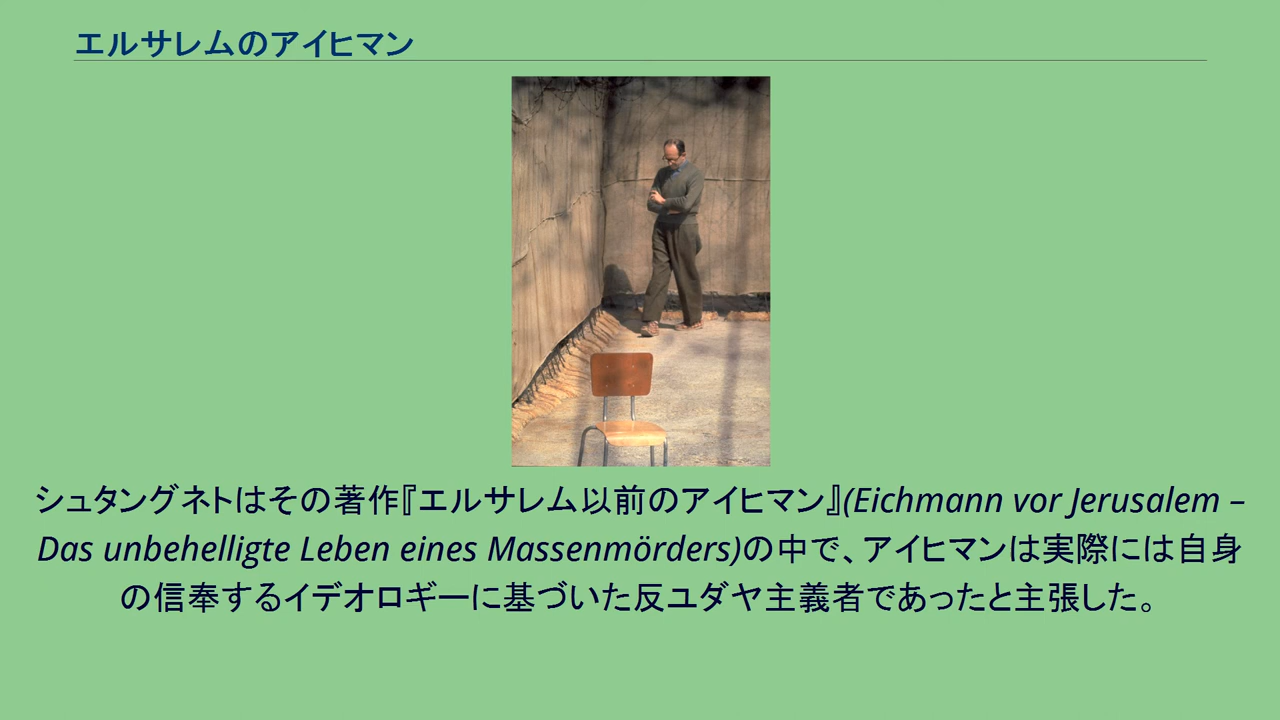 エルサレムのアイヒマン
シュタングネトはその著作『エルサレム以前のアイヒマン』(Eichmann vor Jerusalem –
Das unbehelligte Leben eines Massenmörders)の中で、アイヒマンは実際には自身
の信奉するイデオロギーに基づいた反ユダヤ主義者であったと主張した。